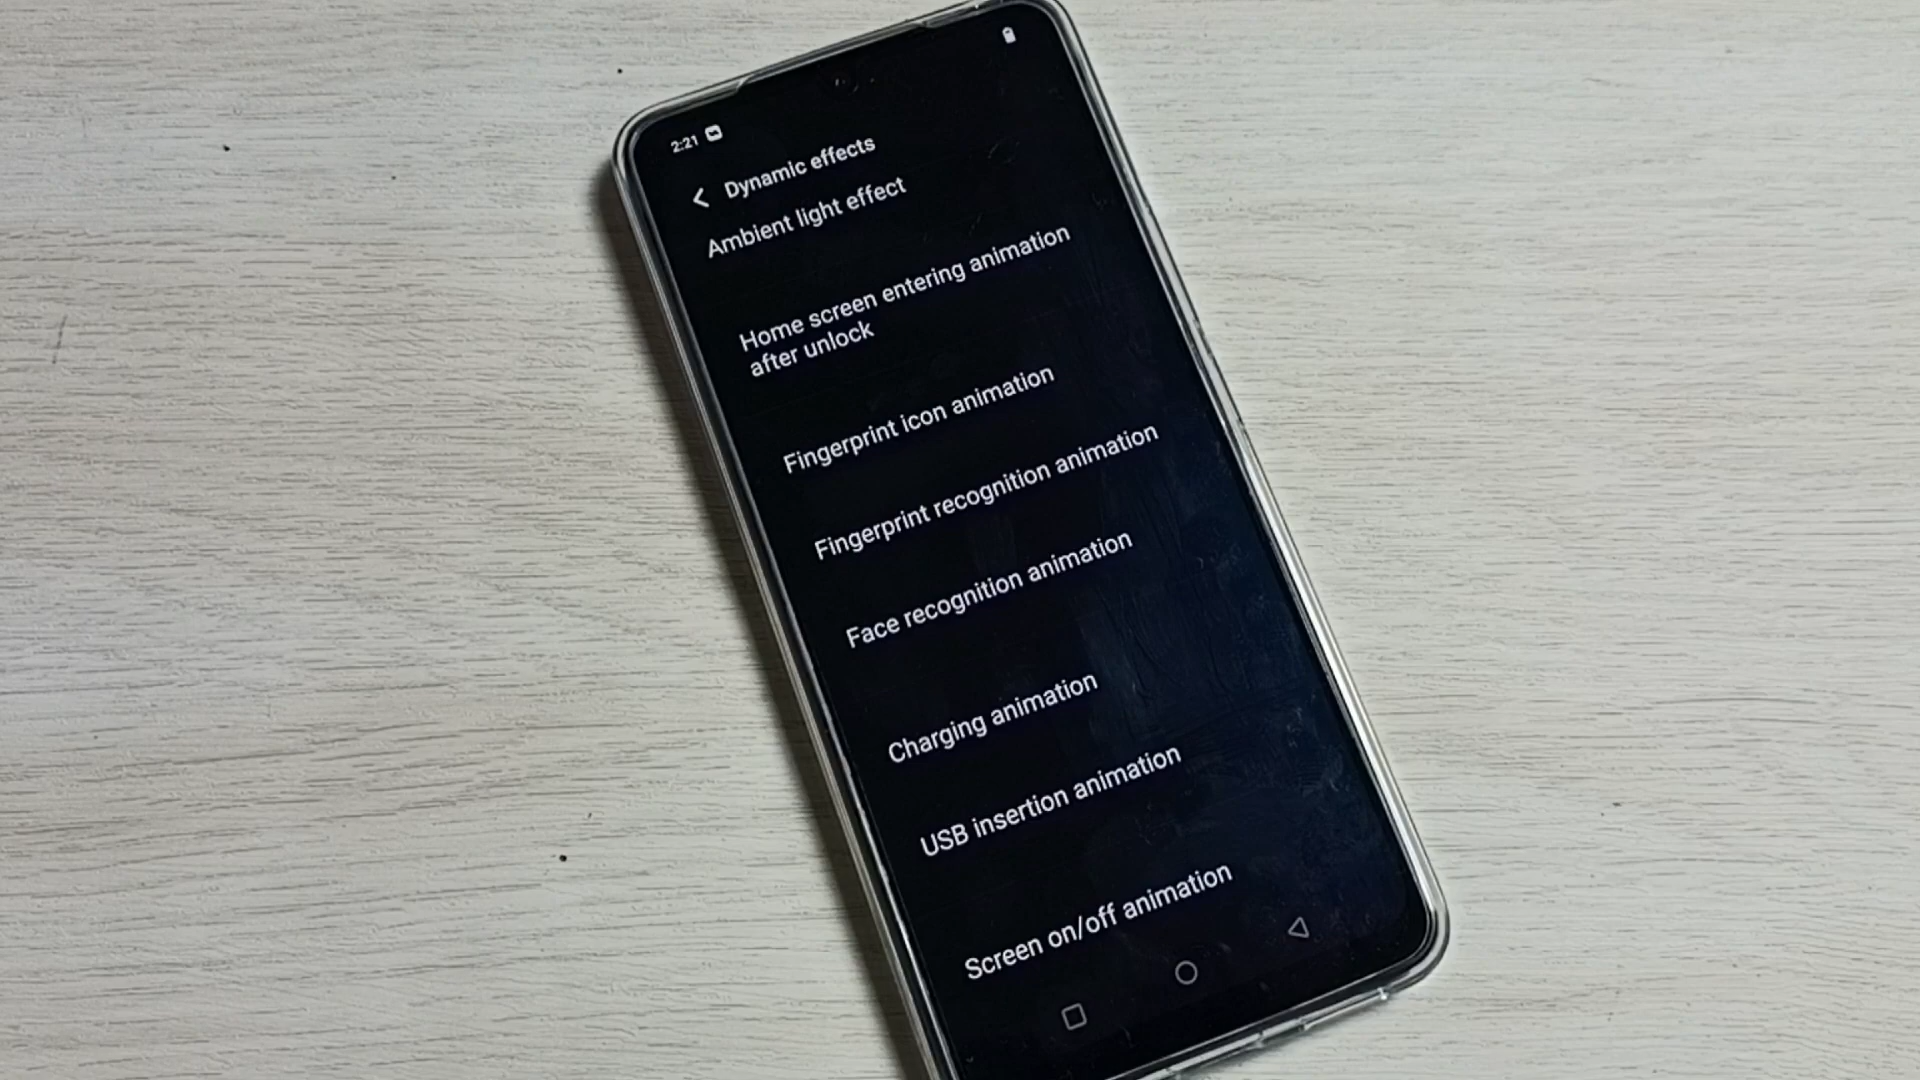 2:21
Dynamic effects
Ambient light effect
Home screen entering animation
after unlock
Fingerprint icon animation
Fingerprint recognition animation
Face recognition animation
Charging animation
USB insertion animation
Screen on/off animation